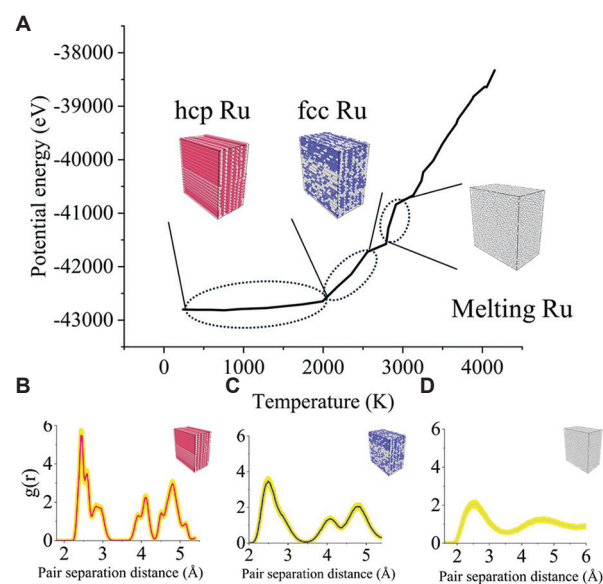 A
Potential energy (eV)
-38000
-39000
-40000
-41000
-42000
-43000
hcp Ru
fcc Ru
Melting Ru
0
1000
2000
3000
4000
Temperature (K)
B
g(r)
6
4
2
0
2 3 4 5
Pair separation distance (Å)
C
6
4
2
0
2 3 4 5
Pair separation distance (Å)
D
6
4
2
0
2 3 4 5 6
Pair separation distance (Å)